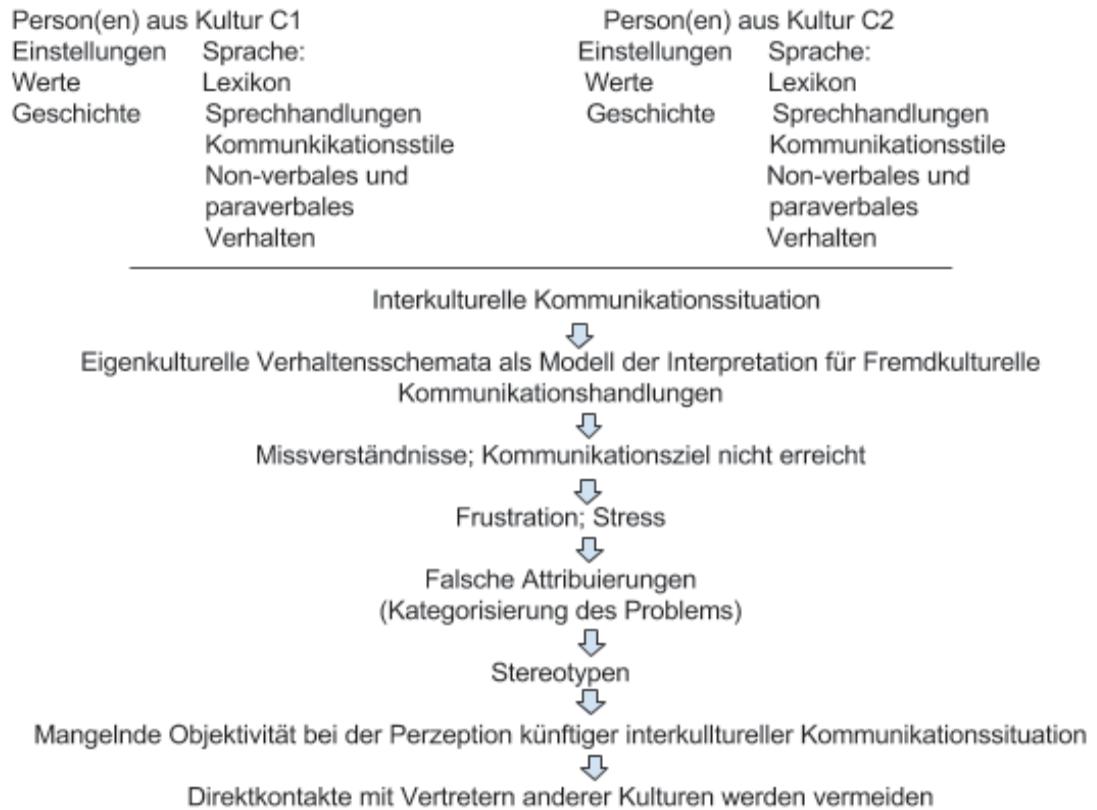 Person(en) aus Kultur C1 Person(en) aus Kultur C2
Einstellungen Sprache: Einstellungen Sprache:
Werte Lexikon Werte Lexikon
Geschichte Sprechhandlungen Geschichte Sprechhandlungen
Kommunkikationsstile Kommunikationsstile
Non-verbales und Non-verbales und
paraverbales paraverbales
Verhalten Verhalten
Interkulturelle Kommunikationssituation
Eigenkulturelle Verhaltensschemata als Modell der Interpretation für Fremdkulturelle
Kommunikationshandlungen
Missverständnisse; Kommunikationsziel nicht erreicht
Frustration; Stress
Falsche Attribuierungen
(Kategorisierung des Problems)
Stereotypen
Mangelnde Objektivität bei der Perzeption künftiger interkulltureller Kommunikationssituation
Direktkontakte mit Vertretern anderer Kulturen werden vermeiden